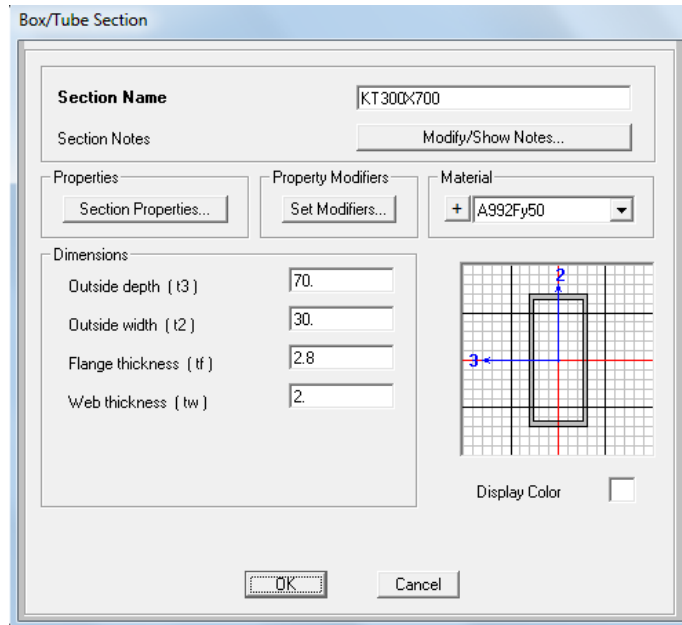 Box/Tube Section
Section Name KT300X700
Section Notes Modify/Show Notes...
Properties Property Modifiers Material
Section Properties... Set Modifiers... + A992Fy50
Dimensions
Outside depth ( t3 ) 70.
Outside width ( t2 ) 30.
Flange thickness ( tf ) 2.8
Web thickness ( tw ) 2.
2
3
Display Color
OK Cancel